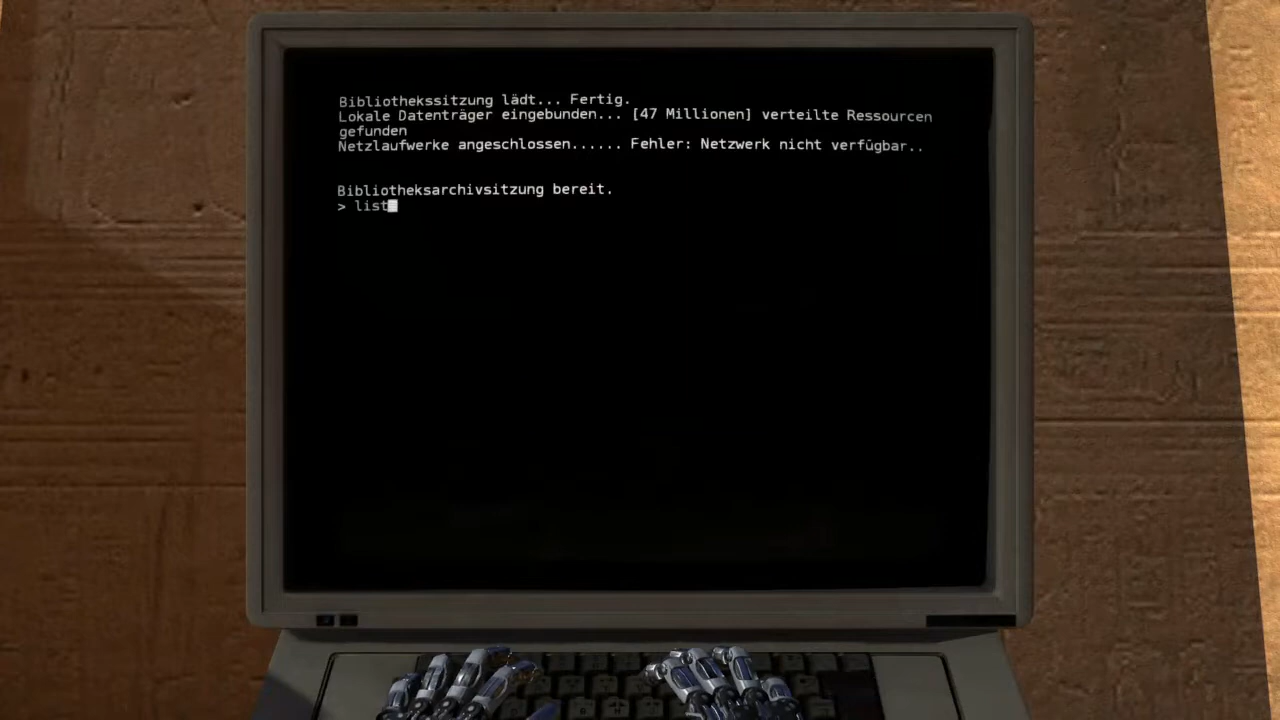 Bibliothekssitzung lädt... Fertig.
Lokale Datenträger eingebunden... [47 Millionen] verteilte Ressourcen
gefunden
Netzlaufwerke angeschlossen...... Fehler: Netzwerk nicht verfügbar..
Bibliotheksarchivsitzung bereit.
> list